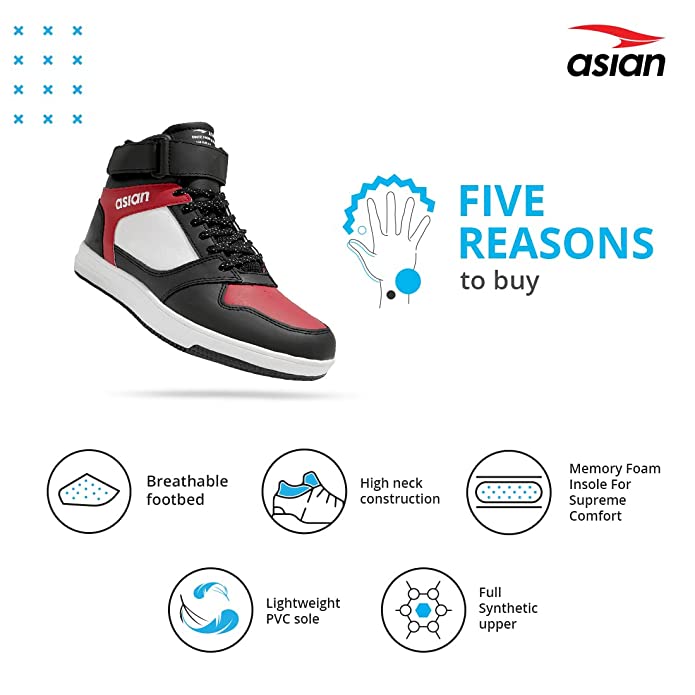 asian
asian
FIVE
REASONS
to buy
Breathable
footbed
High neck
construction
Memory Foam
Insole For
Supreme
Comfort
Lightweight
PVC sole
Full
Synthetic
upper